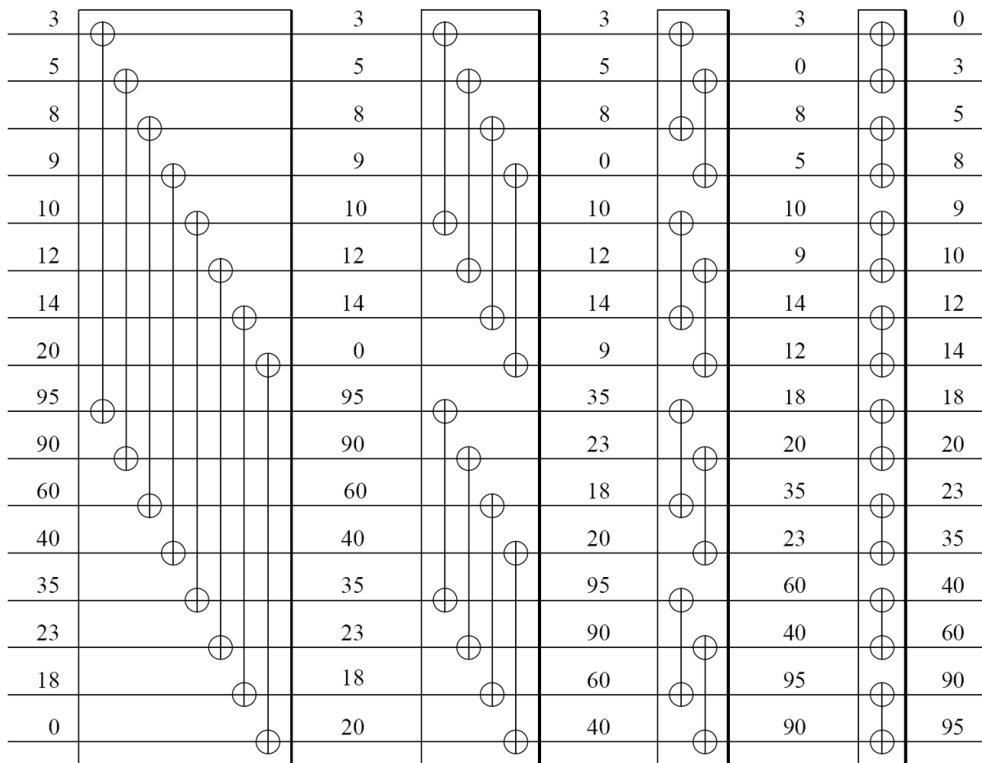 3 3 3 3 0
5 5 5 0 3
8 8 8 8 5
9 9 0 5 8
10 10 10 10 9
12 12 12 9 10
14 14 14 14 12
20 0 9 12 14
95 95 35 18 18
90 90 23 20 20
60 60 18 35 23
40 40 20 23 35
35 35 95 60 40
23 23 90 40 60
18 18 60 95 90
0 20 40 90 95